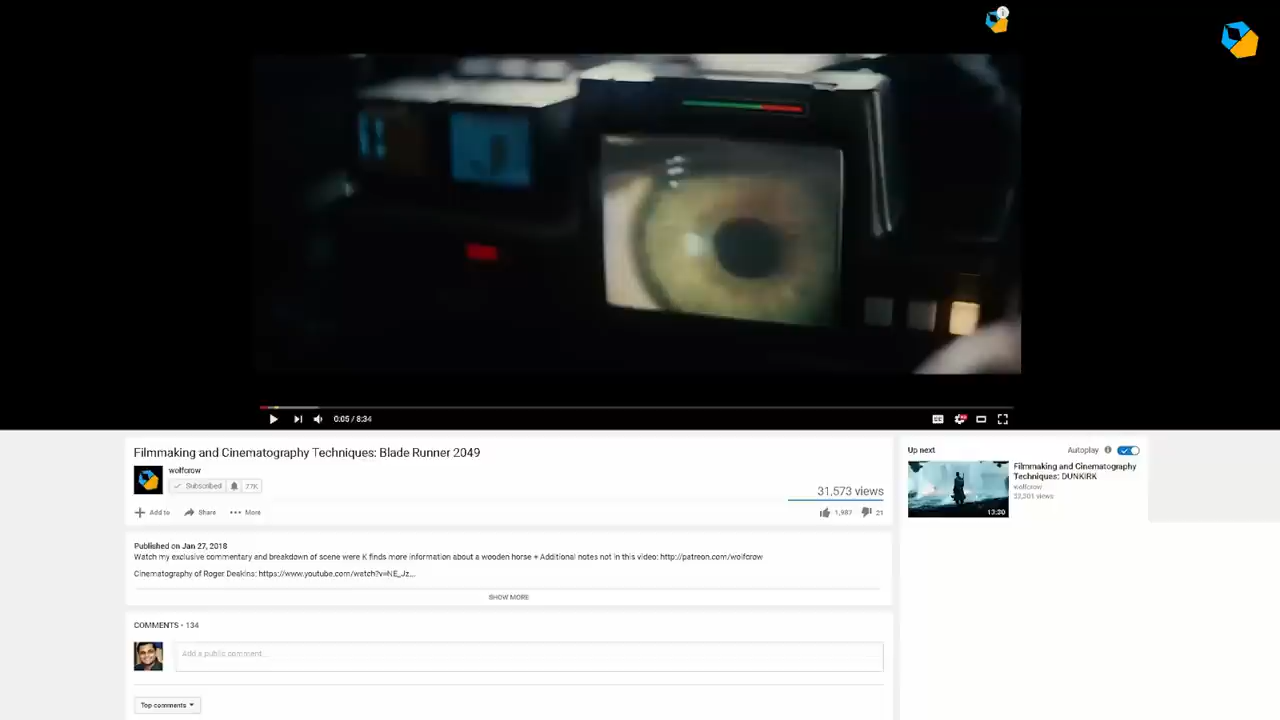 0:05 / 8:34
CC
Filmmaking and Cinematography Techniques: Blade Runner 2049
wolfcrow
Subscribed 77K
31,573 views
Add to Share More
1,987 21
Published on Jan 27, 2018
Watch my exclusive commentary and breakdown of scene were K finds more information about a wooden horse + Additional notes not in this video: http://patreon.com/wolfcrow
Cinematography of Roger Deakins: https://www.youtube.com/watch?v=NE_Jz...
SHOW MORE
COMMENTS • 134
Add a public comment...
Top comments
Up next
Autoplay
Filmmaking and Cinematography
Techniques: DUNKIRK
wolfcrow
views
13:30